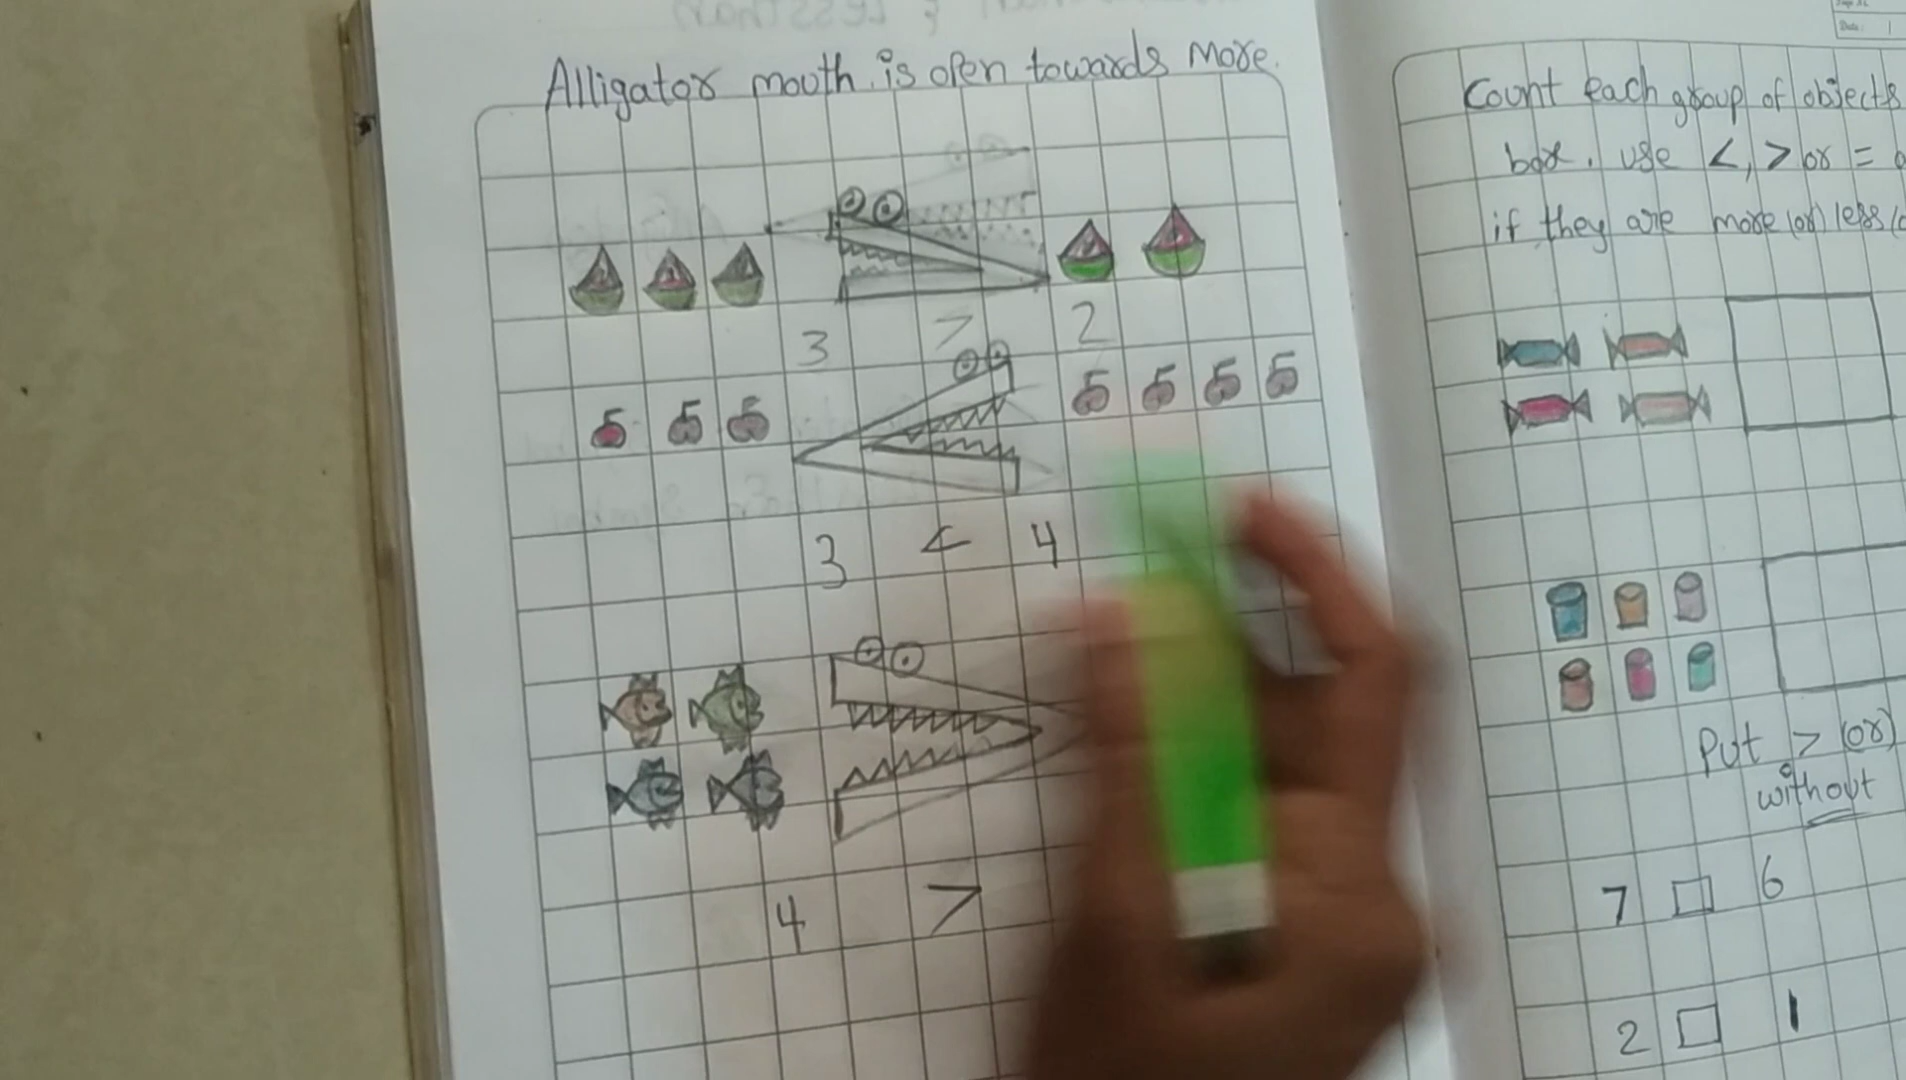 Alligator mouth is open towards more.
3 > 2
3 < 4
4 >
Count each group of objects
box. use <, > or =
if they are more (or) less
Put > (or)
without
7 □ 6
2 □ 1
Date: